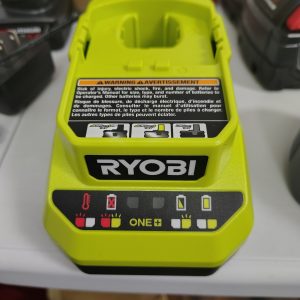 WARNING AVERTISSEMENT
Risk of injury, electric shock, fire, and damage. Refer to
Operator's Manual for size, type, and number of batteries to
be charged. Other batteries may burst.
Risque de blessure, de décharge électrique, d'incendie et
de dommages. Consulter le manuel d'utilisation pour
connaître le format, le type et le nombre de piles à charger.
Les autres types de piles peuvent éclater.
RYOBI
ONE+